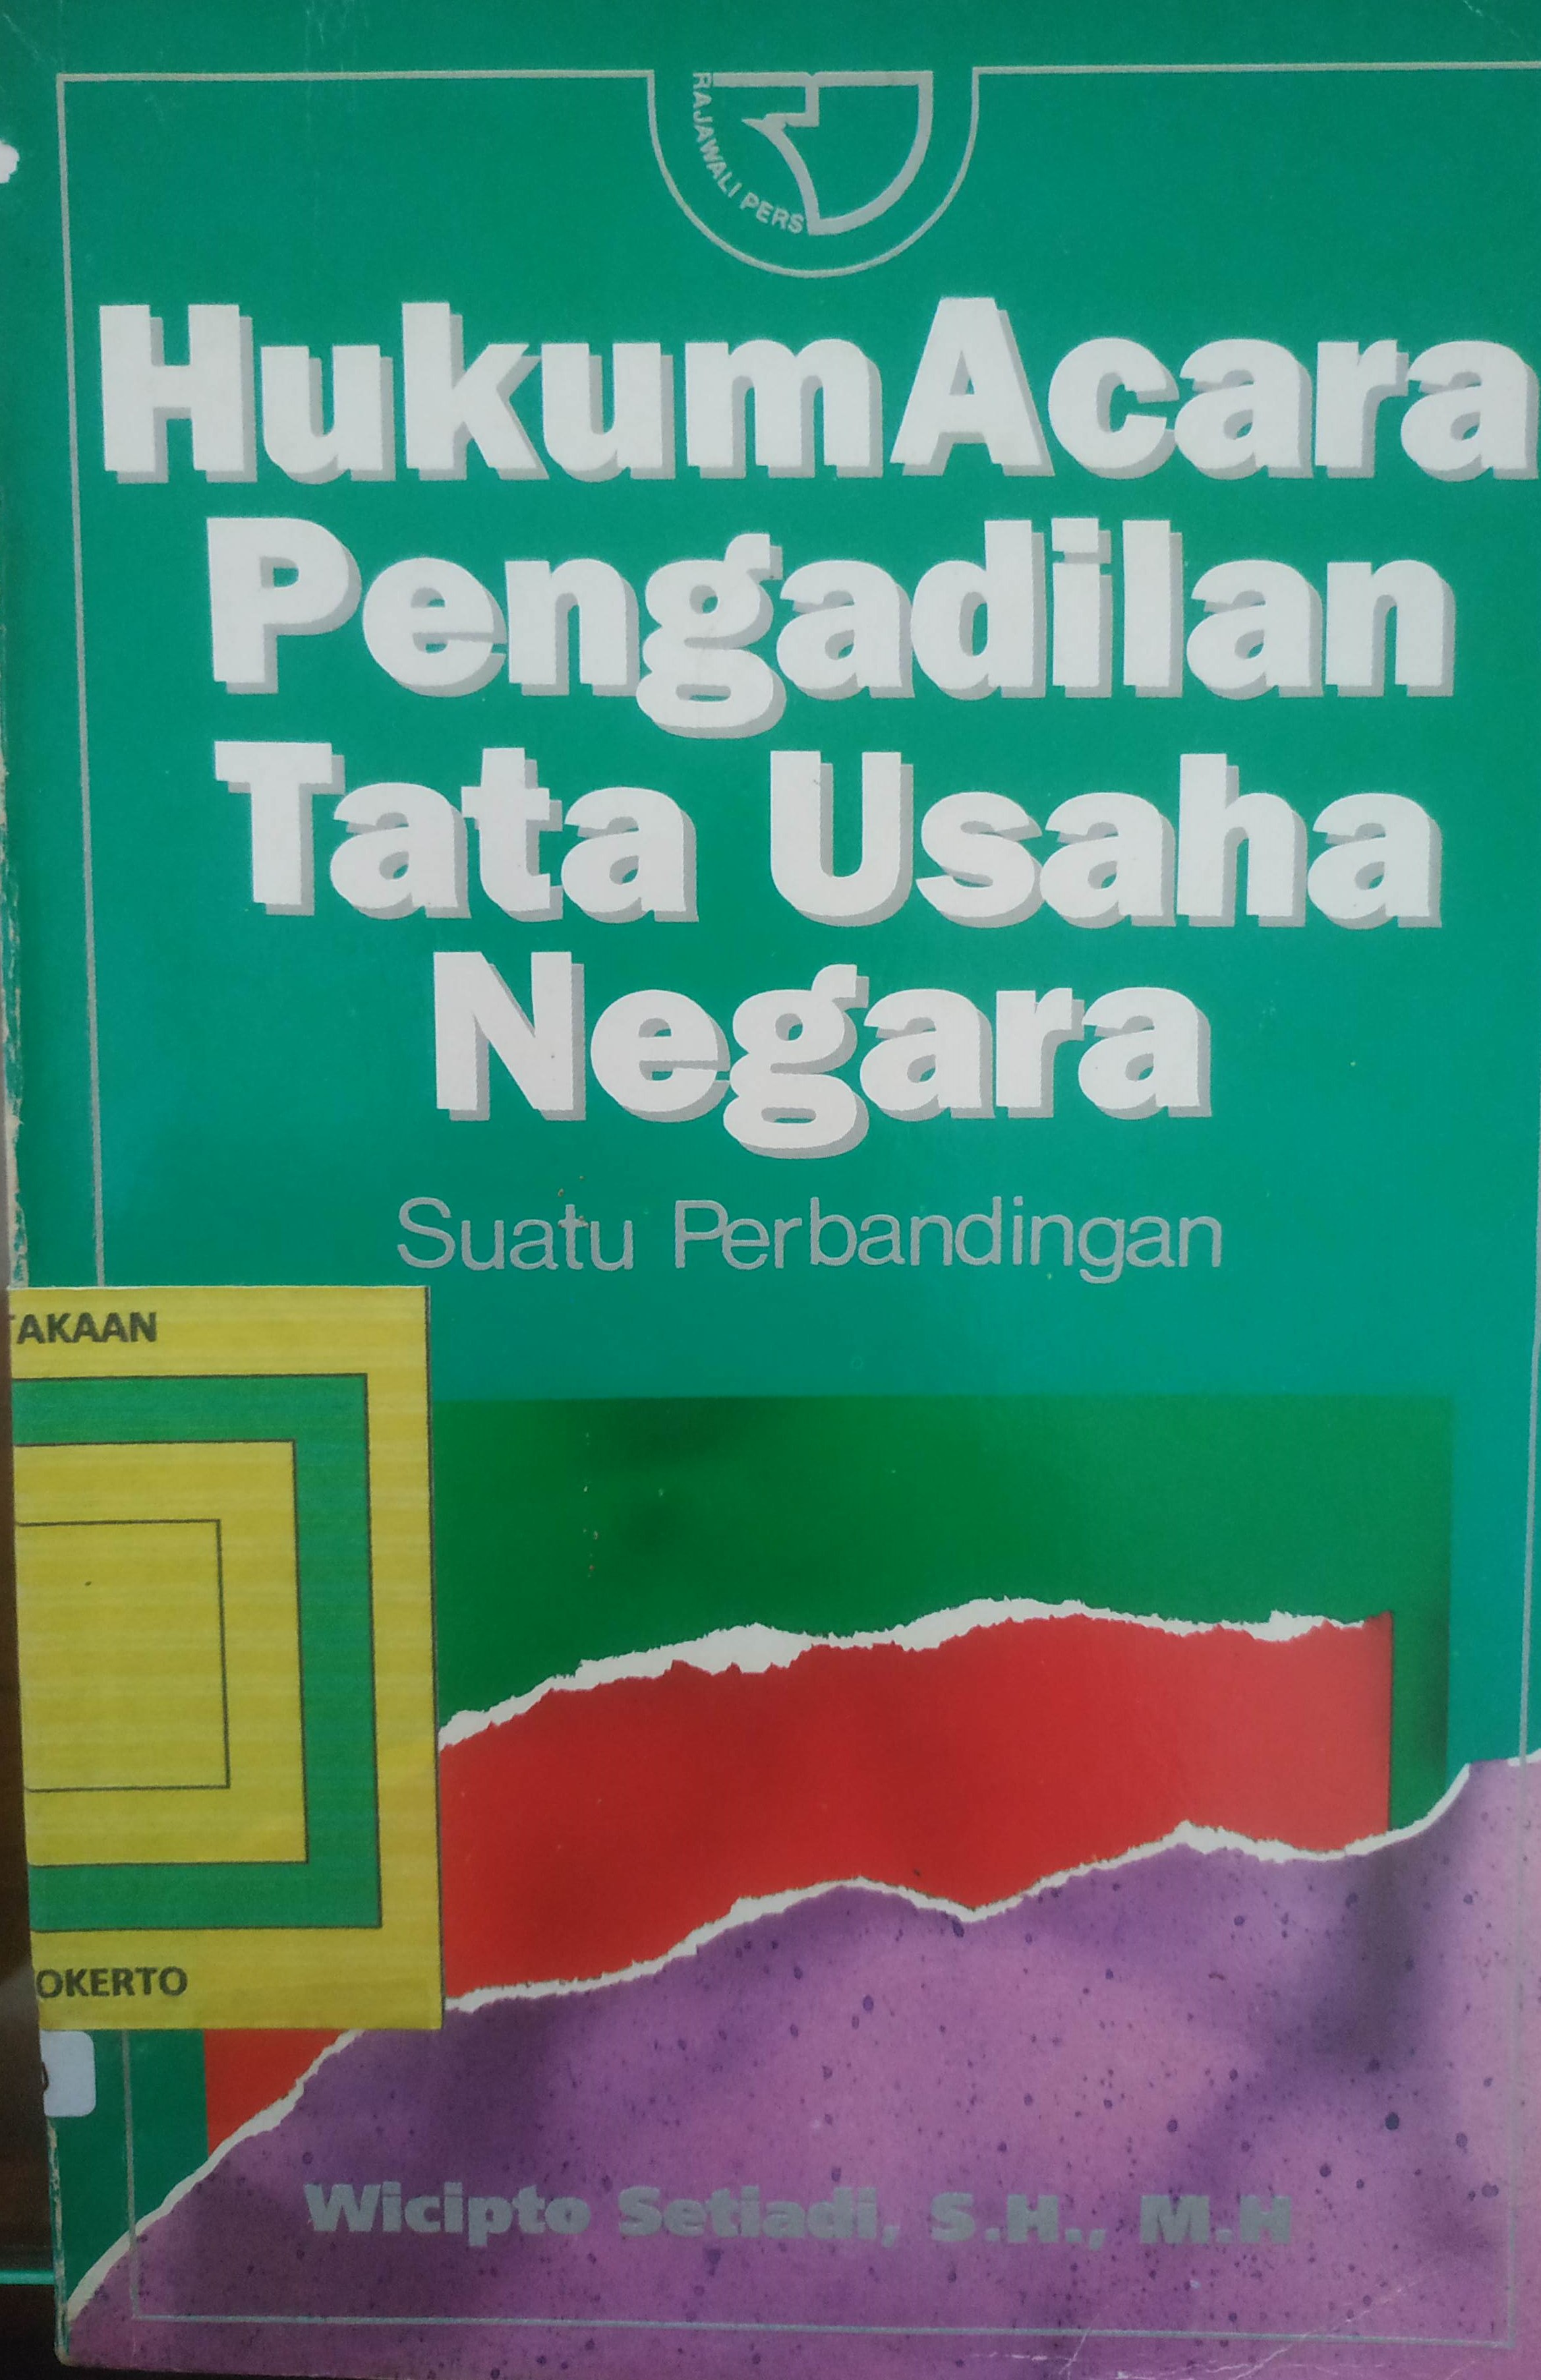 RAJAWALI PERS
Hukum Acara
Pengadilan
Tata Usaha
Negara
Suatu Perbandingan
TAKAAN
OKERTO
Wicipto Setiadi, S.H., M.H